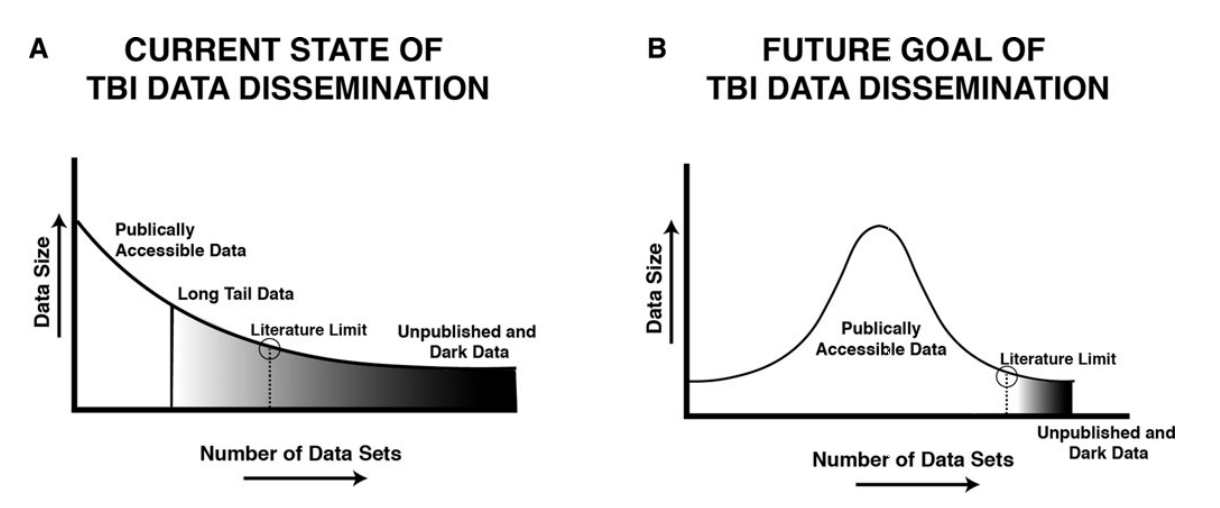 A
CURRENT STATE OF
TBI DATA DISSEMINATION
Data Size
Publically
Accessible Data
Long Tail Data
Literature Limit
Unpublished and
Dark Data
Number of Data Sets
B
FUTURE GOAL OF
TBI DATA DISSEMINATION
Data Size
Publically
Accessible Data
Literature Limit
Unpublished and
Dark Data
Number of Data Sets